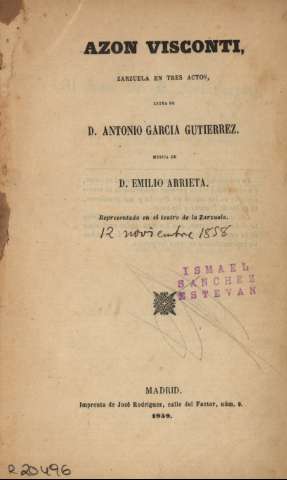 AZON VISCONTI,
ZARZUELA EN TRES ACTOS,
LETRA DE
D. ANTONIO GARCIA GUTIERREZ.
MUSICA DE
D. EMILIO ARRIETA.
Representada en el teatro de la Zarzuela.
12 noviembre 1858
ISMAEL
SANCHEZ
ESTEVAN
MADRID.
Imprenta de José Rodriguez, calle del Factor, núm. 9.
1858.
R.20496